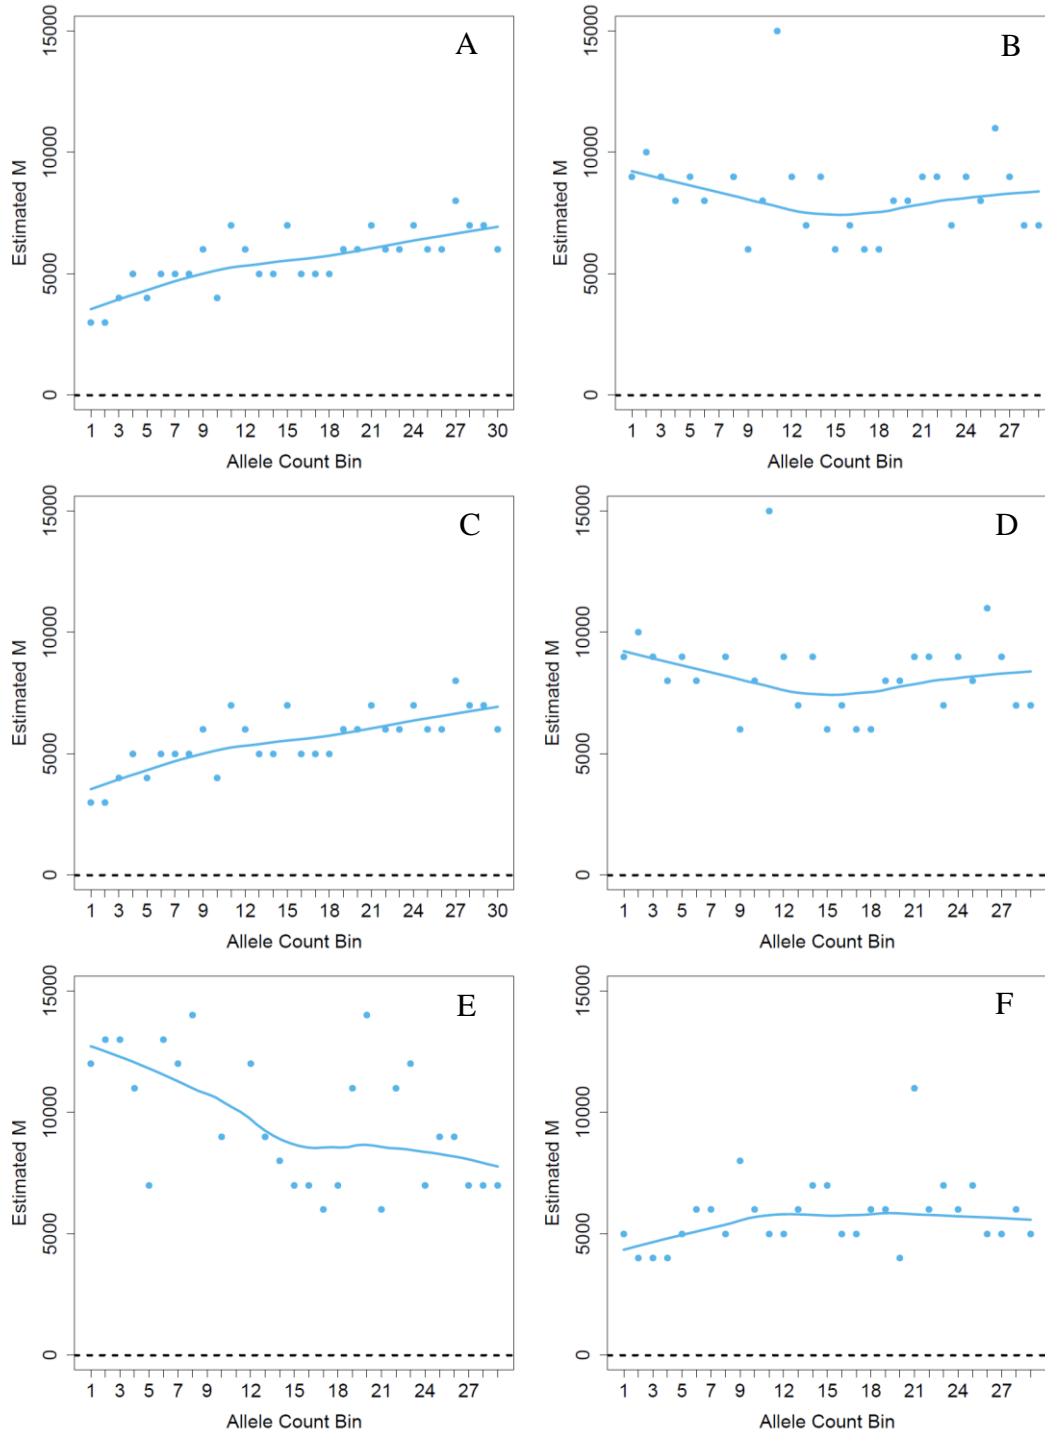 A
Estimated M
15000
10000
5000
0
1 3 5 7 9 12 15 18 21 24 27 30
Allele Count Bin
B
Estimated M
15000
10000
5000
0
1 3 5 7 9 12 15 18 21 24 27
Allele Count Bin
C
Estimated M
15000
10000
5000
0
1 3 5 7 9 12 15 18 21 24 27 30
Allele Count Bin
D
Estimated M
15000
10000
5000
0
1 3 5 7 9 12 15 18 21 24 27
Allele Count Bin
E
Estimated M
15000
10000
5000
0
1 3 5 7 9 12 15 18 21 24 27
Allele Count Bin
F
Estimated M
15000
10000
5000
0
1 3 5 7 9 12 15 18 21 24 27
Allele Count Bin